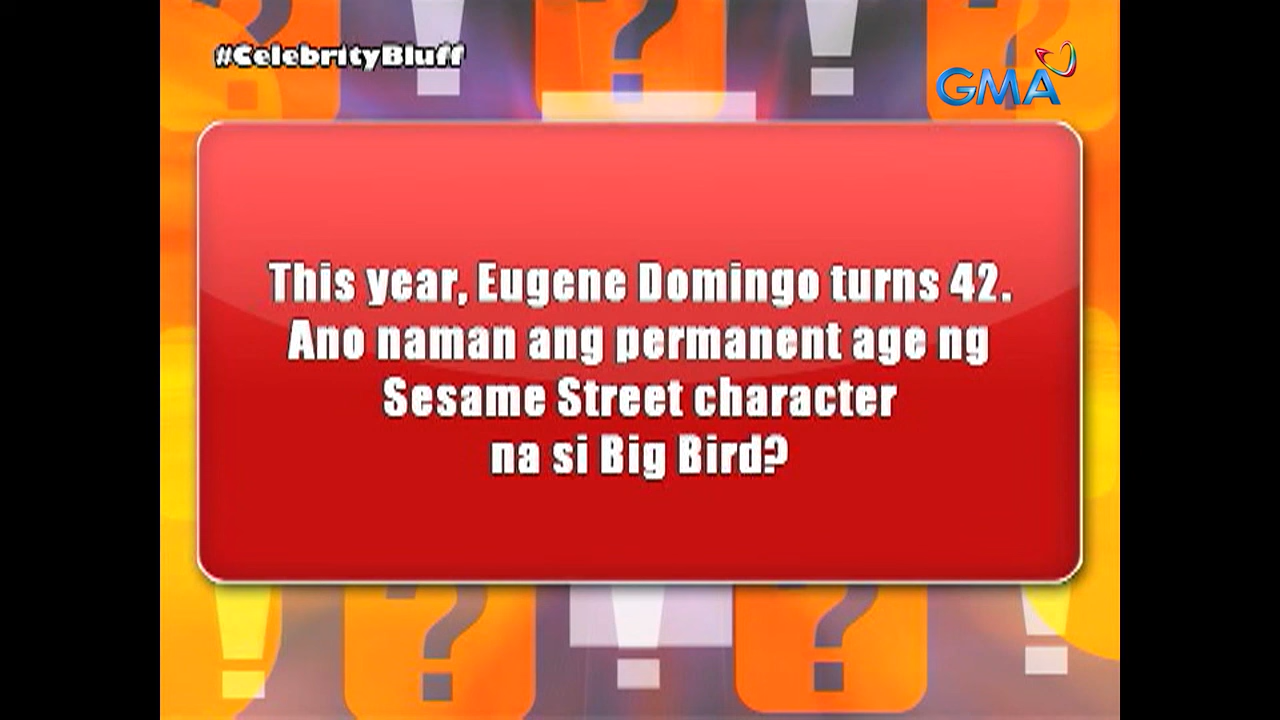 #CelebrityBluff
GMA
This year, Eugene Domingo turns 42.
Ano naman ang permanent age ng
Sesame Street character
na si Big Bird?